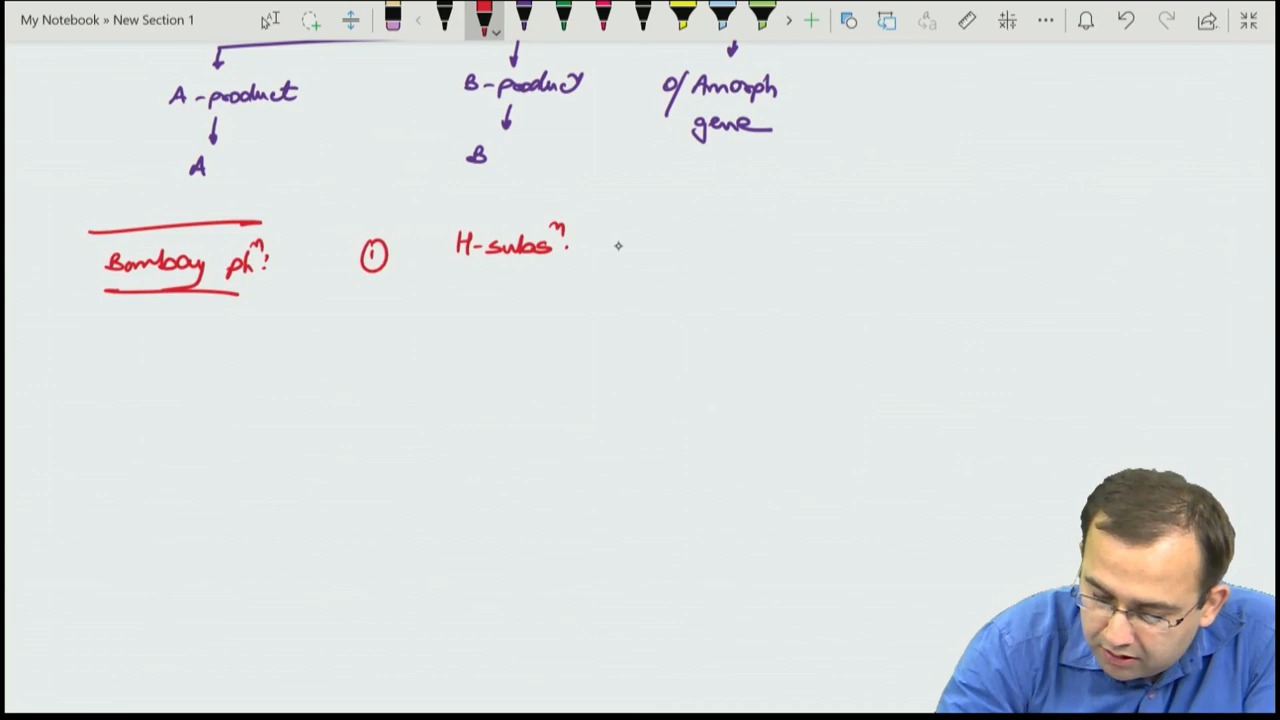 My Notebook » New Section 1
A-product
B-product
o/Amorph
gene
A
B
Bombay phⁿ:
①
H-subsⁿ.